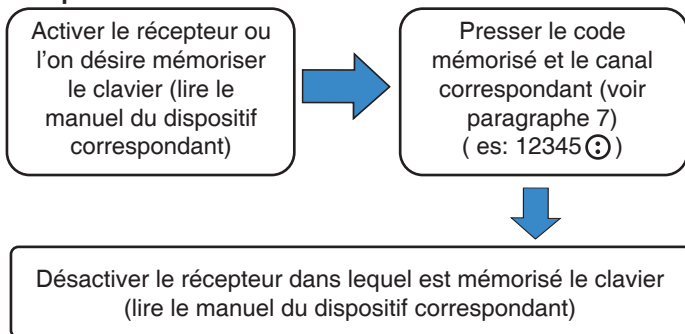 Activer le récepteur ou
l'on désire mémoriser
le clavier (lire le
manuel du dispositif
correspondant)
Presser le code
mémorisé et le canal
correspondant (voir
paragraphe 7)
( es: 12345 )
Désactiver le récepteur dans lequel est mémorisé le clavier
(lire le manuel du dispositif correspondant)